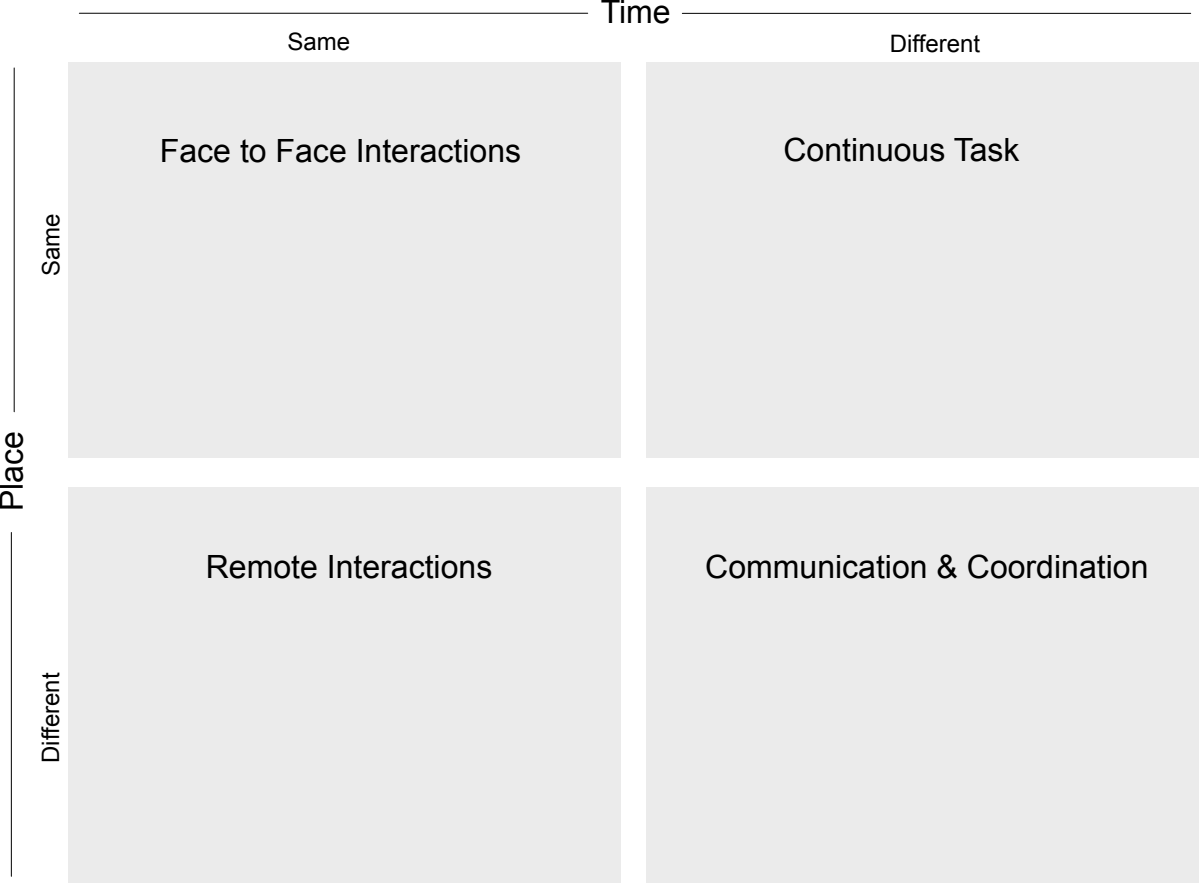 Time
Same
Different
Face to Face Interactions
Continuous Task
Same
Place
Remote Interactions
Communication & Coordination
Different